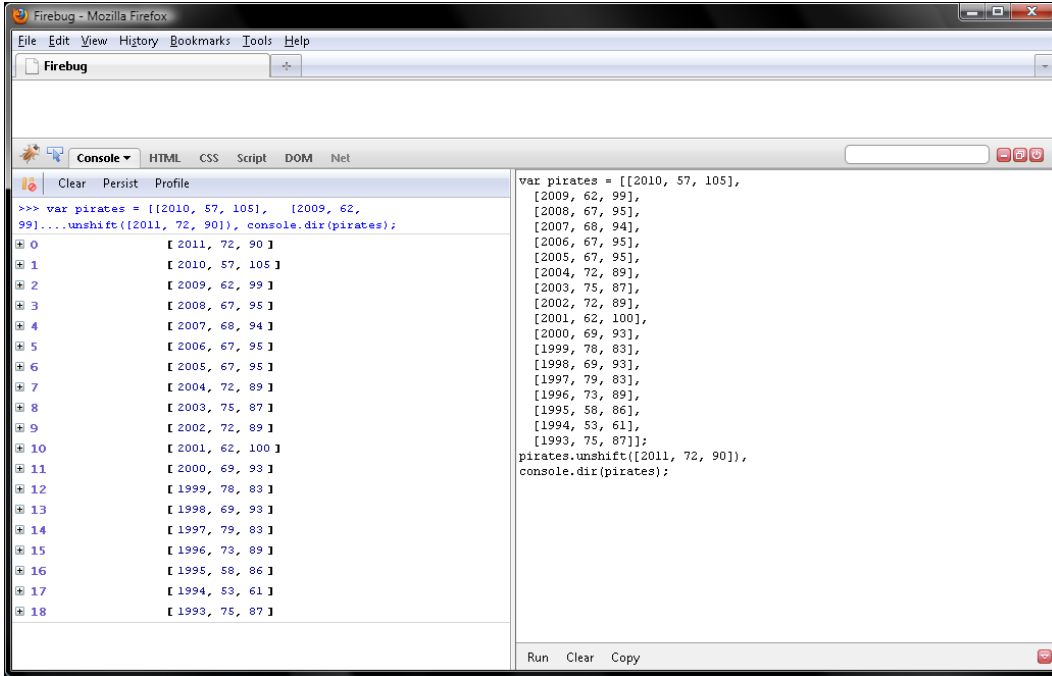 Firebug - Mozilla Firefox
File Edit View History Bookmarks Tools Help
Firebug
Console HTML CSS Script DOM Net
Clear Persist Profile
>>> var pirates = [[2010, 57, 105], [2009, 62,
99]....unshift([2011, 72, 90]), console.dir(pirates);
0 [ 2011, 72, 90 ]
1 [ 2010, 57, 105 ]
2 [ 2009, 62, 99 ]
3 [ 2008, 67, 95 ]
4 [ 2007, 68, 94 ]
5 [ 2006, 67, 95 ]
6 [ 2005, 67, 95 ]
7 [ 2004, 72, 89 ]
8 [ 2003, 75, 87 ]
9 [ 2002, 72, 89 ]
10 [ 2001, 62, 100 ]
11 [ 2000, 69, 93 ]
12 [ 1999, 78, 83 ]
13 [ 1998, 69, 93 ]
14 [ 1997, 79, 83 ]
15 [ 1996, 73, 89 ]
16 [ 1995, 58, 86 ]
17 [ 1994, 53, 61 ]
18 [ 1993, 75, 87 ]
var pirates = [[2010, 57, 105],
[2009, 62, 99],
[2008, 67, 95],
[2007, 68, 94],
[2006, 67, 95],
[2005, 67, 95],
[2004, 72, 89],
[2003, 75, 87],
[2002, 72, 89],
[2001, 62, 100],
[2000, 69, 93],
[1999, 78, 83],
[1998, 69, 93],
[1997, 79, 83],
[1996, 73, 89],
[1995, 58, 86],
[1994, 53, 61],
[1993, 75, 87]];
pirates.unshift([2011, 72, 90]),
console.dir(pirates);
Run Clear Copy